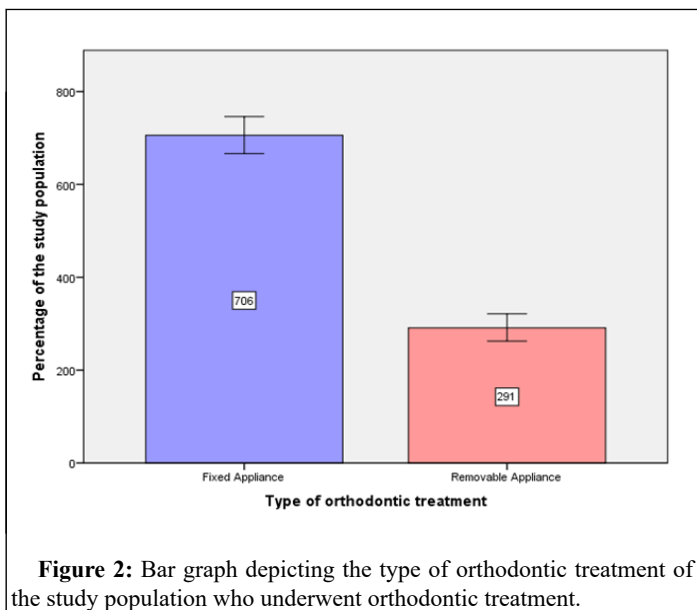 800
600
400
200
0
Percentage of the study population
706
291
Fixed Appliance Removable Appliance
Type of orthodontic treatment
Figure 2: Bar graph depicting the type of orthodontic treatment of
the study population who underwent orthodontic treatment.